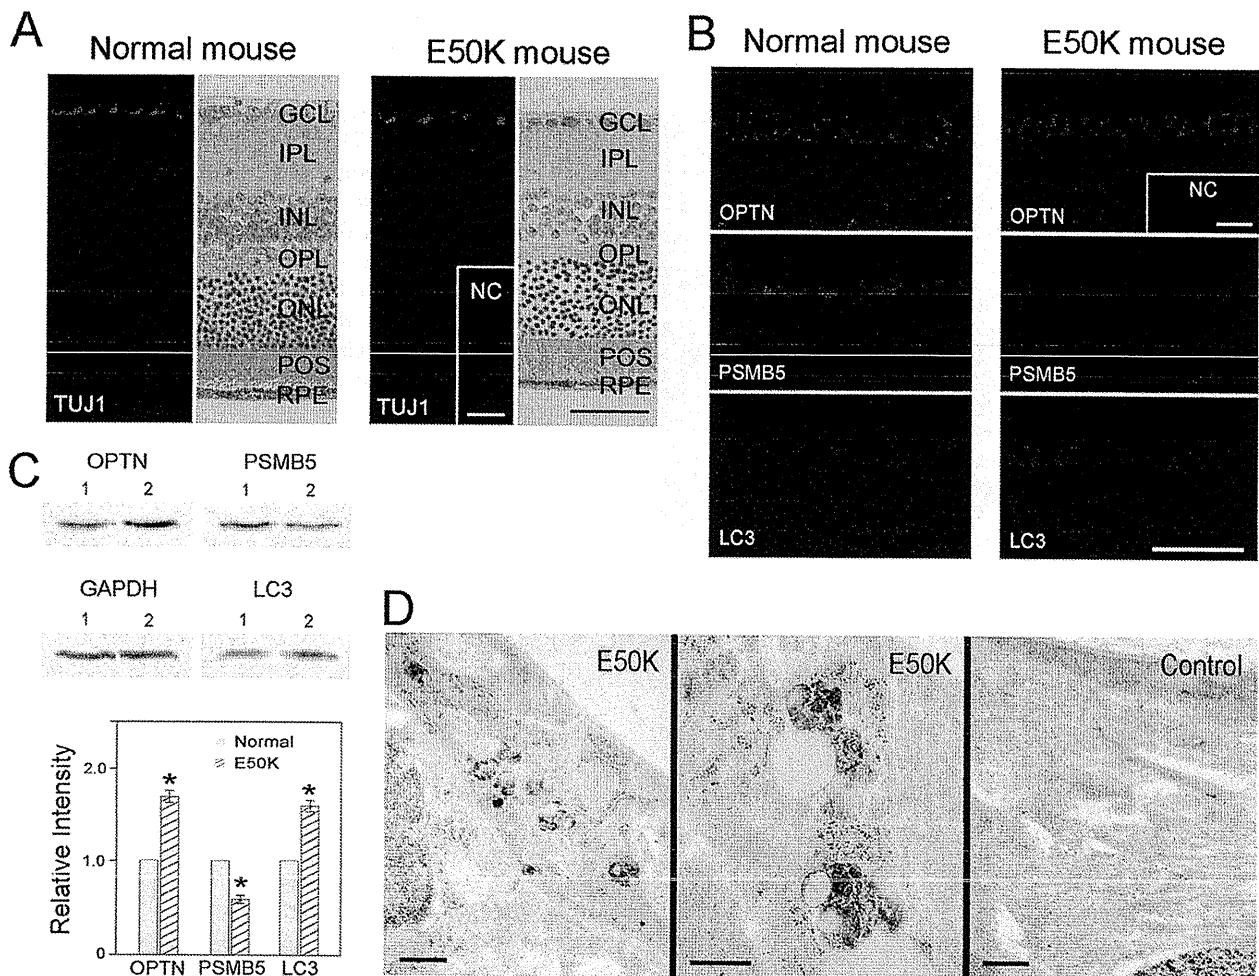 A
Normal mouse
E50K mouse
GCL
IPL
INL
OPL
ONL
POS
RPE
TUJ1
GCL
IPL
INL
OPL
ONL
POS
RPE
NC
TUJ1
B
Normal mouse
E50K mouse
OPTN
OPTN
NC
PSMB5
PSMB5
LC3
LC3
C
OPTN
PSMB5
1 2
1 2
GAPDH
LC3
1 2
1 2
Relative Intensity
2.0
1.0
0
Normal
E50K
* * *
OPTN PSMB5 LC3
D
E50K
E50K
Control